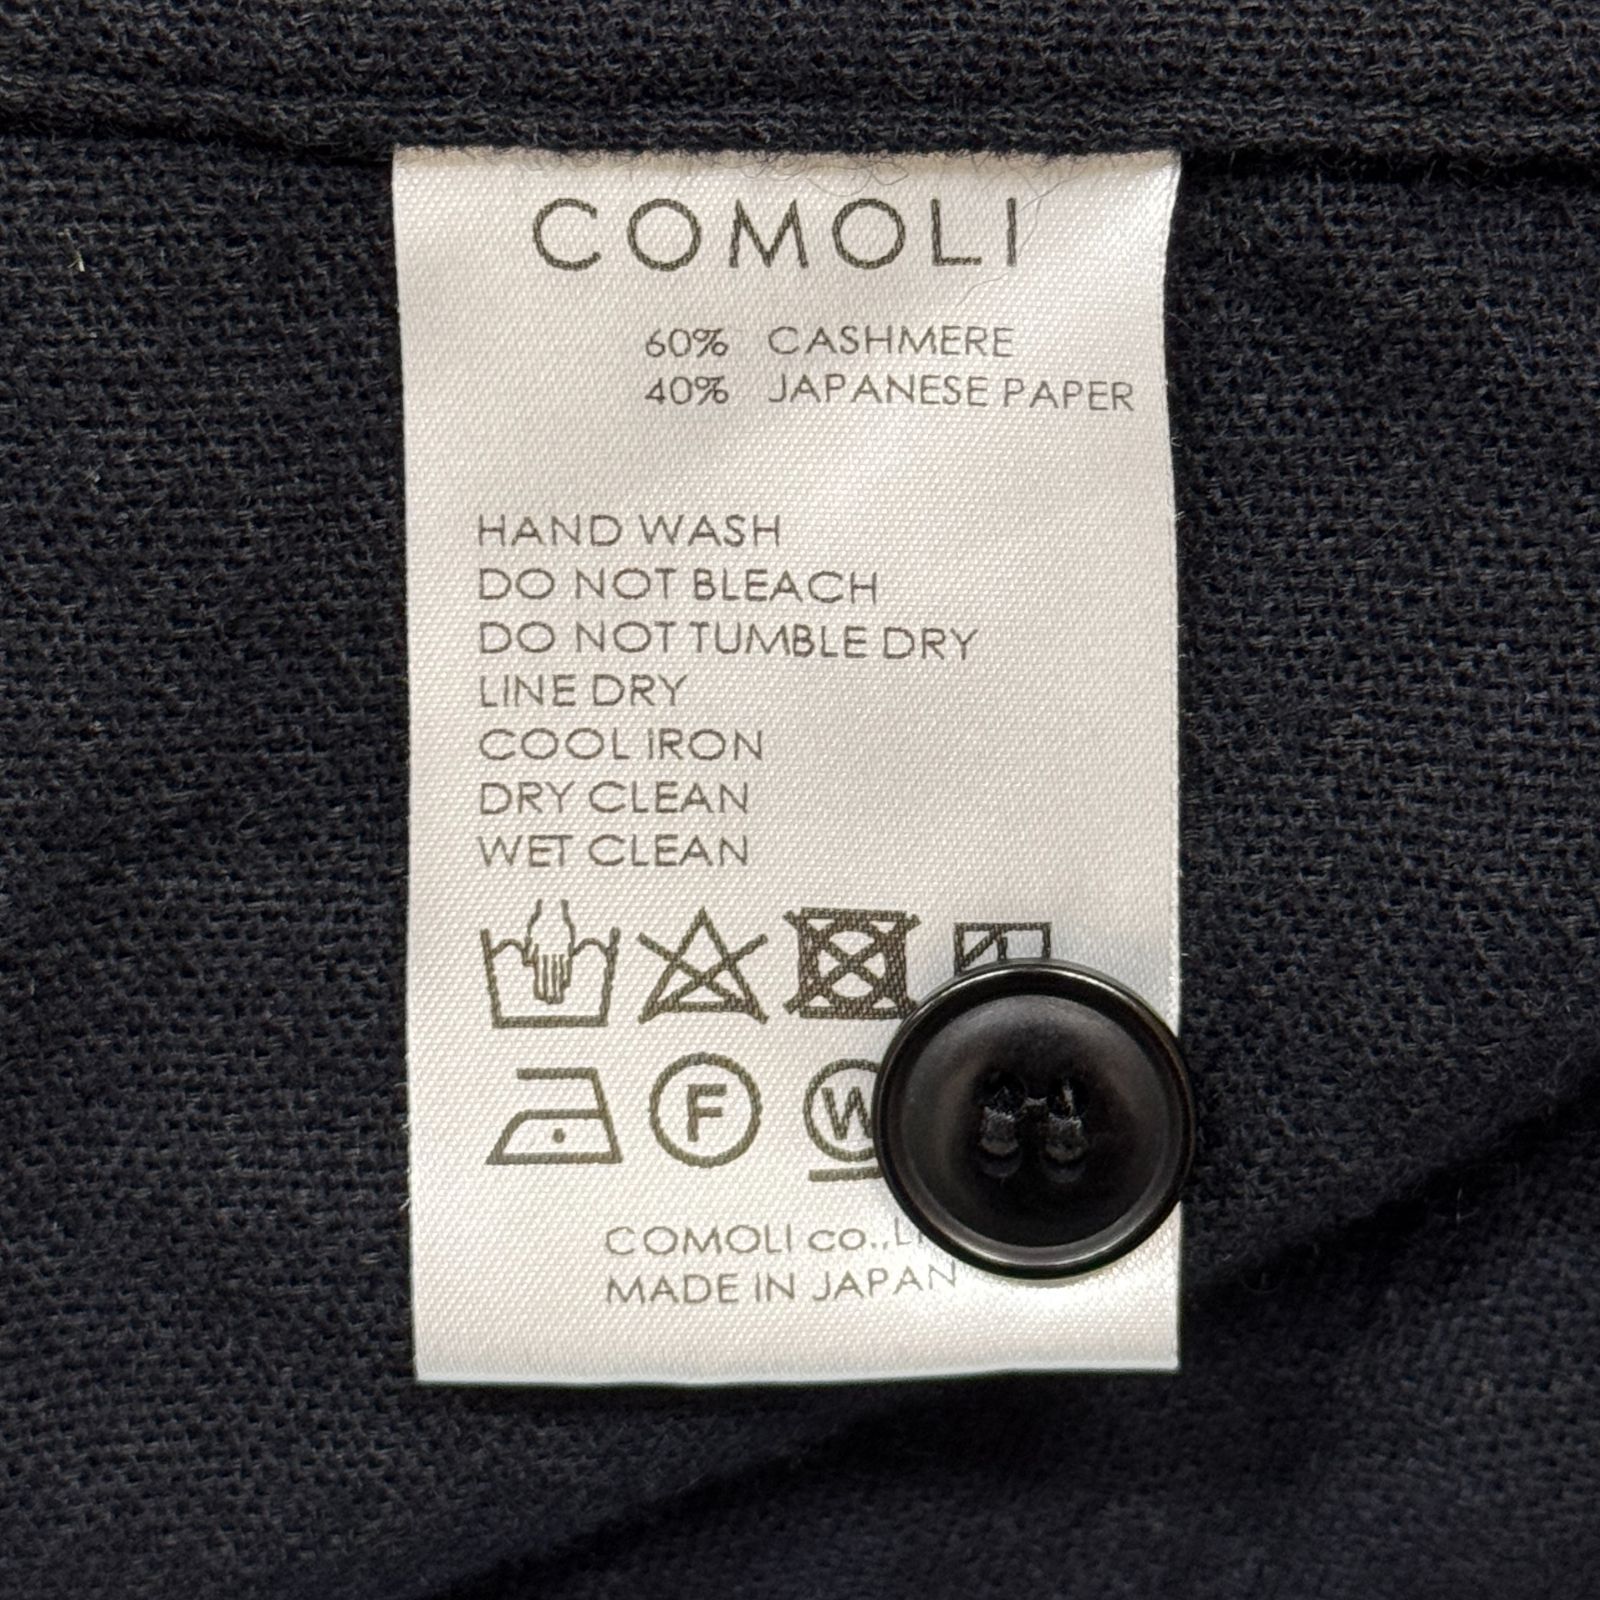 COMOLI
60% CASHMERE
40% JAPANESE PAPER
HAND WASH
DO NOT BLEACH
DO NOT TUMBLE DRY
LINE DRY
COOL IRON
DRY CLEAN
WET CLEAN
F W
COMOLI co.,
MADE IN JAPAN